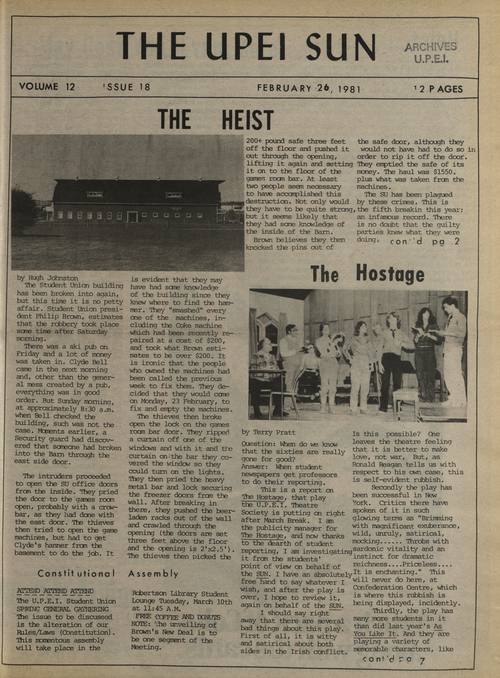 THE UPEI SUN
ARCHIVES
U.P.E.I.
VOLUME 12
ISSUE 18
FEBRUARY 26, 1981
12 PAGES
THE HEIST
200+ pound safe three feet
off the floor and pushed it
out through the opening,
lifting it again and setting
it on to the floor of the
games room bar. At least
two people seem necessary
to have accomplished this
destruction. Not only would
they have to be quite strong,
but it seems likely that
they had some knowledge of
the inside of the Barn.
Brown believes they then
knocked the pins out of
the safe door, although they
would not have had to do so in
order to rip it off the door.
They emptied the safe of its
money. The haul was $1550.
plus what was taken from the
machines.
The SU has been plagued
by these crimes. This is
the fifth breakin this year;
an infamous record. There
is no doubt that the guilty
parties knew what they were
doing. con't'd pg 2
by Hugh Johnston
The Student Union building
has been broken into again,
but this time it is no petty
affair. Student Union presi-
dent Philip Brown, estimates
that the robbery took place
some time after Saturday
morning.
There was a ski pub on
Friday and a lot of money
was taken in. Clyde Bell
came in the next morning
and, other than the gener-
al mess created by a pub,
everything was in good
order. But Sunday morning,
at approximately 8:30 a.m.
when Bell checked the
building, such was not the
case. Moments earlier, a
Security guard had discov-
ered that someone had broken
into the Barn through the
east side door.
The intruders proceeded
to open the SU office doors
from the inside. They pried
the door to the games room
open, probably with a crow-
bar, as they had done with
the east door. The thieves
then tried to open the game
machines, but had to get
Clyde's hammer from the
basement to do the job. It
is evident that they may
have had some knowledge
of the building since they
knew where to find the ham-
mer. They "smashed" every
one of the machines, in-
cluding the Coke machine
which had been recently re-
paired at a cost of $200,
and took what Brown esti-
mates to be over $200. It
is ironic that the people
who owned the machines had
been called the previous
week to fix them. They de-
cided that they would come
on Monday, 23 February, to
fix and empty the machines.
The thieves then broke
open the lock on the games
room bar door. They ripped
a curtain off one of the
windows and with it and the
curtain on the bar they co-
vered the window so they
could turn on the lights.
They then pried the heavy
metal bar and lock securing
the freezer doors from the
wall. After breaking in
there, they pushed the beer-
laden racks out of the wall
and crawled through the
opening (the doors are set
three feet above the floor
and the opening is 2'x2.5').
The thieves then picked the
The Hostage
by Terry Pratt
Question: When do we know
that the sixties are really
gone for good?
Answer: When student
newspapers get professors
to do their reporting.
This is a report on
The Hostage, that play
the U.P.E.I. Theatre
Society is putting on right
after March Break. I am
the publicity manager for
The Hostage, and now thanks
to the dearth of student
reporting, I am investigating
it from the students'
point of view on behalf of
the SUN. I have an absolutely
free hand to say whatever I
wish, and after the play is
over, I hope to review it,
again on behalf of the SUN.
I should say right
away that there are several
bad things about this play.
First of all, it is witty
and satirical about both
sides in the Irish conflict.
Is this possible? One
leaves the theatre feeling
that it is better to make
love, not war, But, as
Ronald Reagan tells us with
respect to his own case, this
is self-evident rubbish.
Secondly the play has
been successful in New
York. Critics there have
spoken of it in such
glowing terms as "Brimming
with magnificant exuberance,
wild, unruly, satirical,
mocking...... Throbs with
sardonic vitality and an
instinct for dramatic
reichness....Priceless....
It is enchanting." This
will never do here, at
Confederation Centre, which
is where this rubbish is
being displayed, incidently.
Thirdly, the play has
many more students in it
than did last year's As
You Like It. And they are
playing a variety of
memorable characters, like
cont'd pg 7
Constitutional Assembly
ATTEND ATTEND ATTEND
The U.P.E.I. Student Union
SPRING GENERAL GATHERING
The issue to be discussed
is the alteration of our
Rules/Laws (Constitution).
This momentous assembly
will take place in the
Robertson Library Student
Lounge Tuesday, March 10th
at 11:45 A.M.
FREE COFFEE AND DONUTS
NOTE: The unveiling of
Brown's New Deal is to
be one segment of the
Meeting.